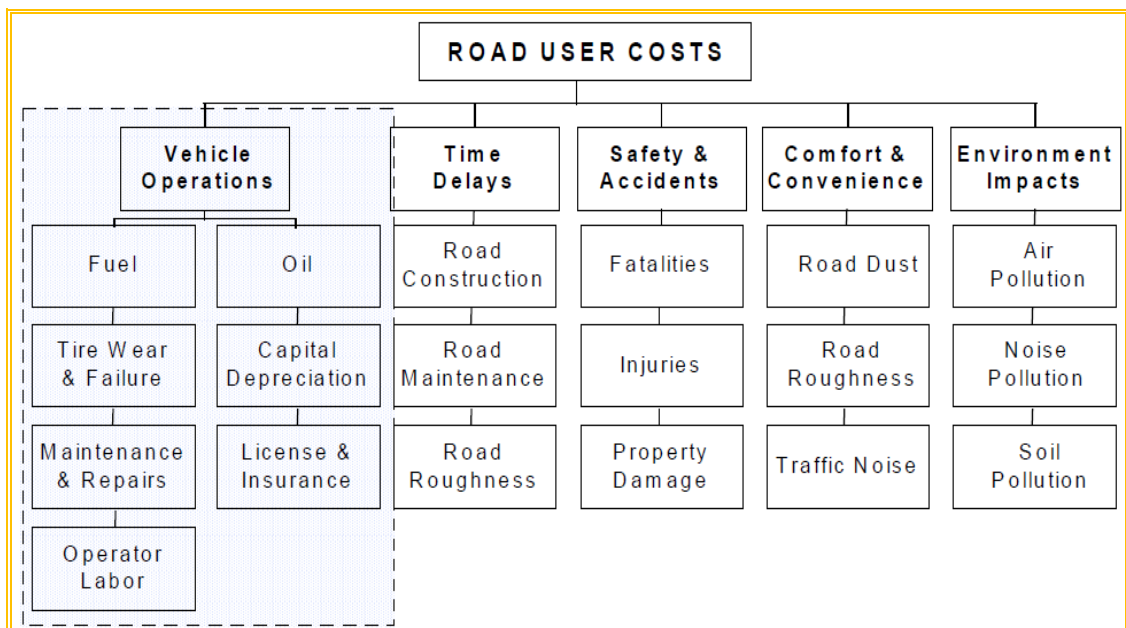 ROAD USER COSTS
Vehicle
Operations
Time
Delays
Safety &
Accidents
Comfort &
Convenience
Environment
Impacts
Fuel
Oil
Road
Construction
Fatalities
Road Dust
Air
Pollution
Tire Wear
& Failure
Capital
Depreciation
Road
Maintenance
Injuries
Road
Roughness
Noise
Pollution
Maintenance
& Repairs
License &
Insurance
Road
Roughness
Property
Damage
Traffic Noise
Soil
Pollution
Operator
Labor